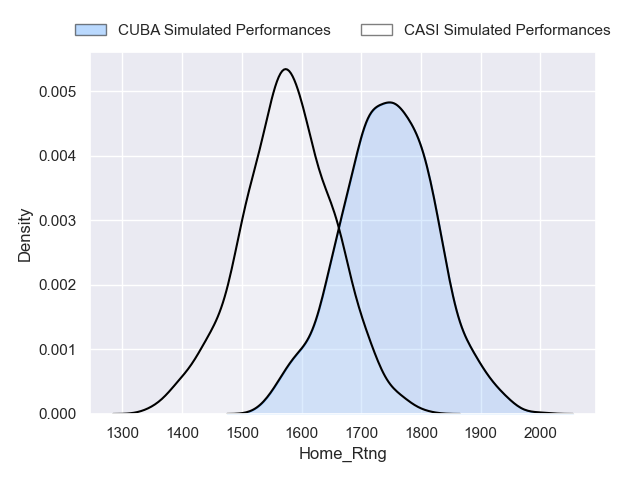 CUBA Simulated Performances CASI Simulated Performances
0.005
0.004
0.003
0.002
0.001
0.000
Density
1300 1400 1500 1600 1700 1800 1900 2000
Home_Rtng